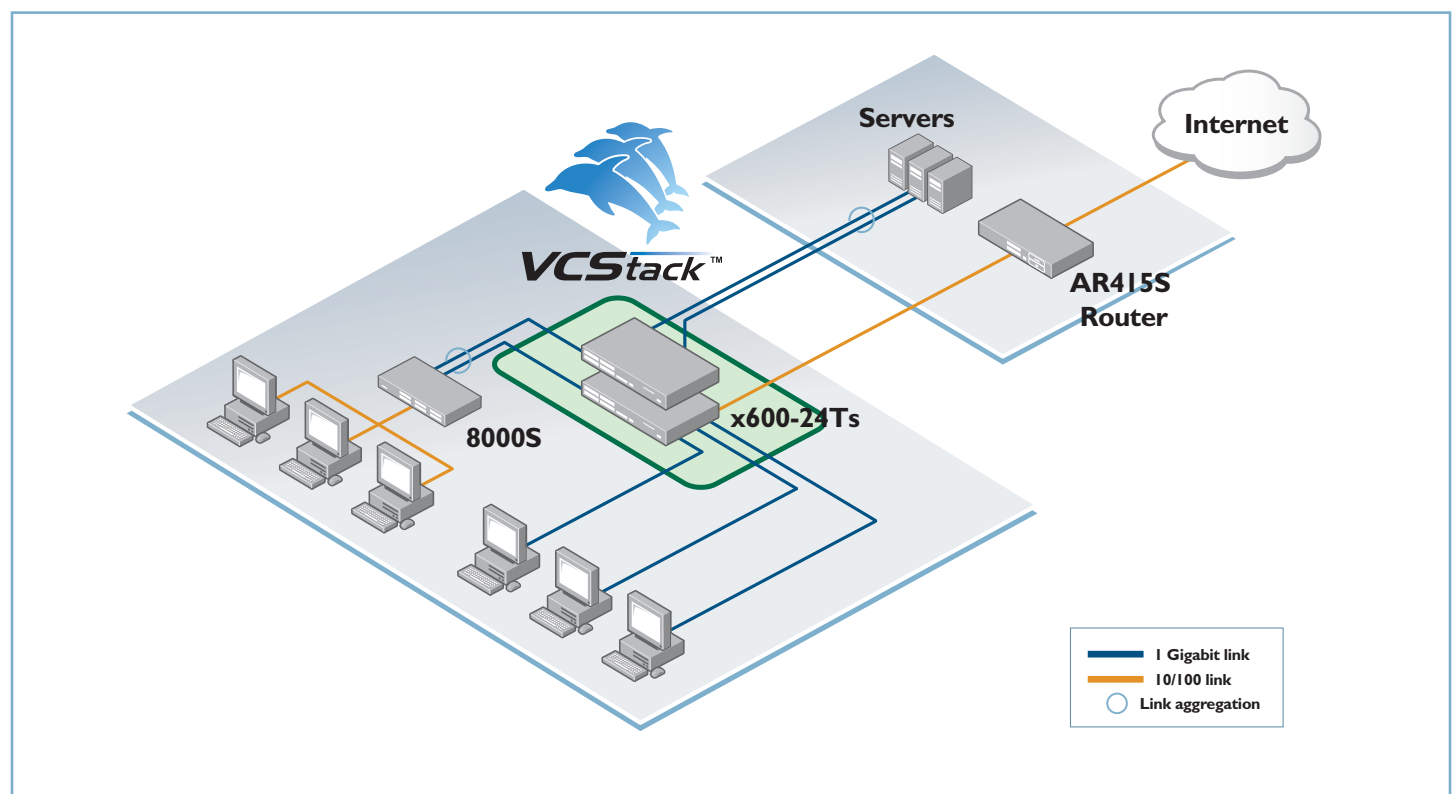 Servers
Internet
VCStack™
AR415S
Router
x600-24Ts
8000S
1 Gigabit link
10/100 link
Link aggregation